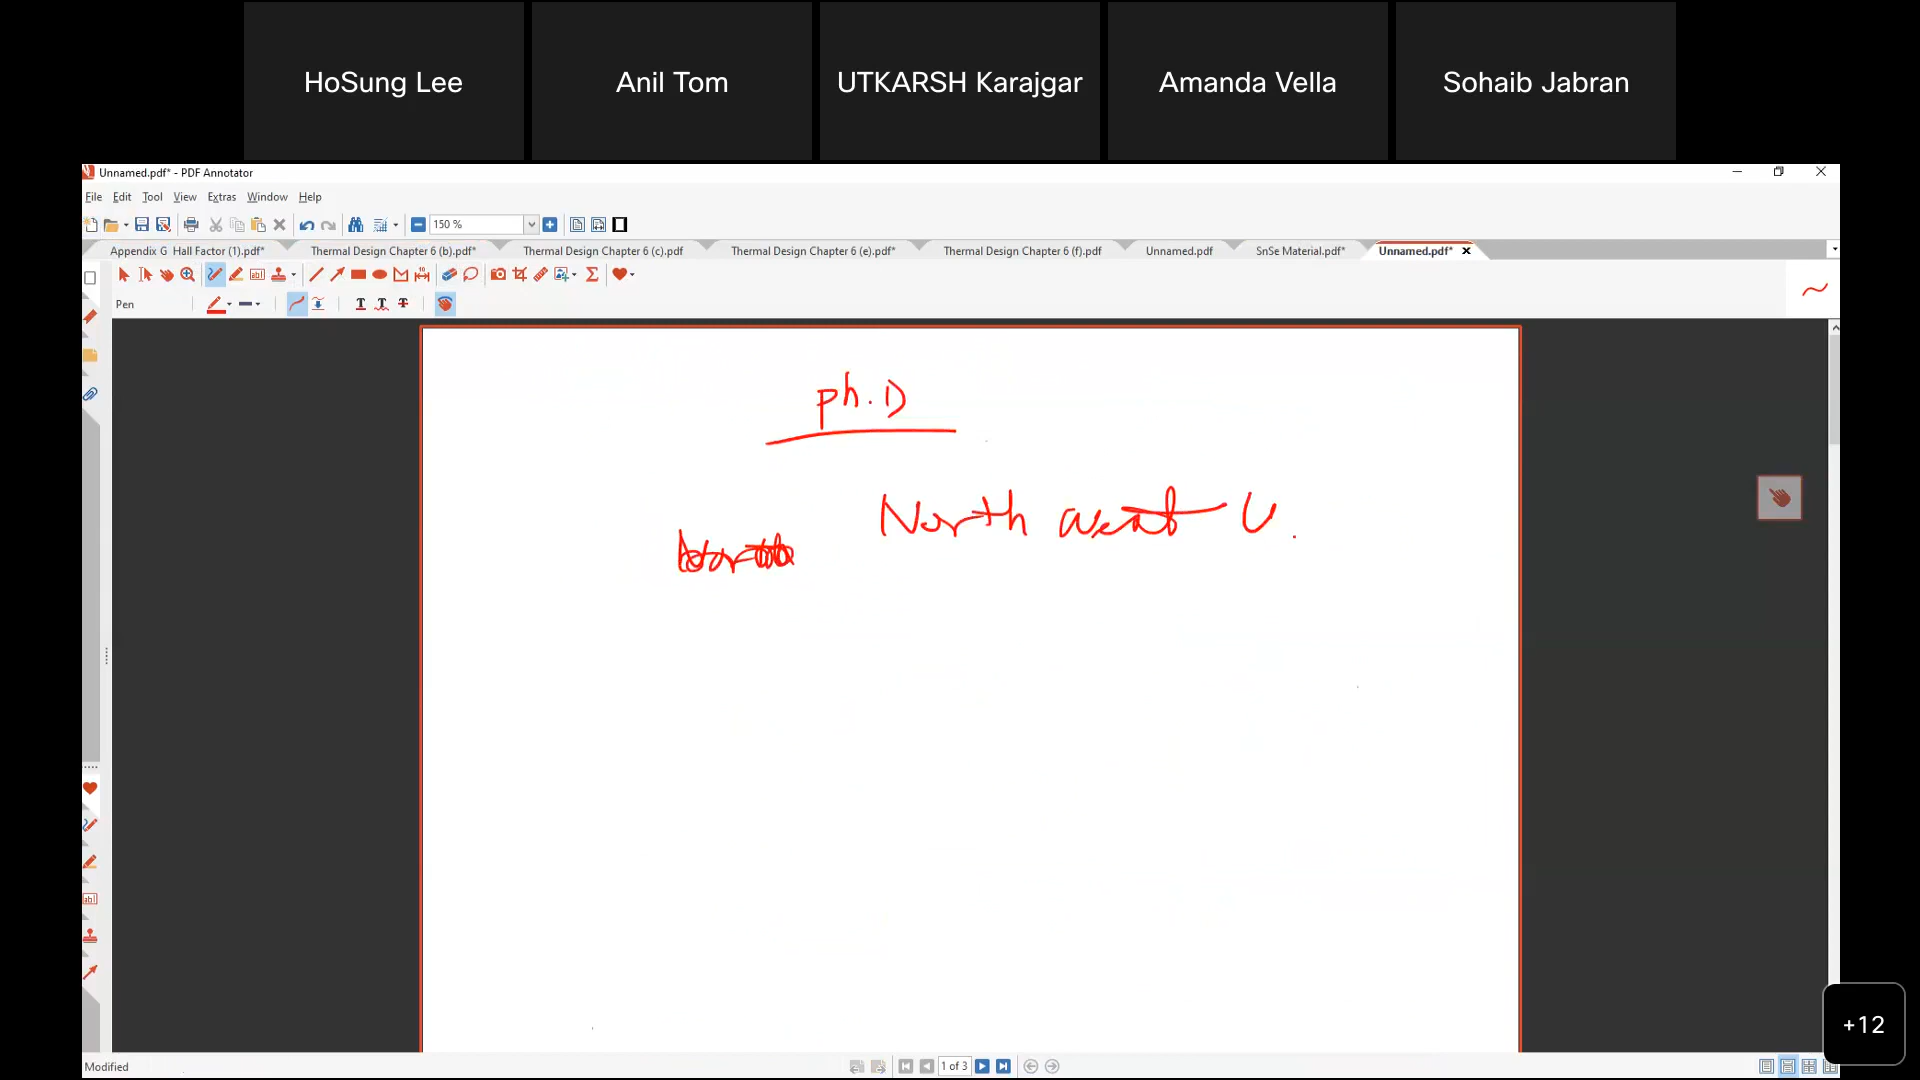 HoSung Lee Anil Tom UTKARSH Karajgar Amanda Vella Sohaib Jabran
Unnamed.pdf* - PDF Annotator
File Edit Tool View Extras Window Help
150 %
Appendix G Hall Factor (1).pdf* Thermal Design Chapter 6 (b).pdf* Thermal Design Chapter 6 (c).pdf Thermal Design Chapter 6 (e).pdf* Thermal Design Chapter 6 (f).pdf Unnamed.pdf SnSe Material.pdf* Unnamed.pdf*
Pen
ph.D
North west U.
+12
Modified 1 of 3